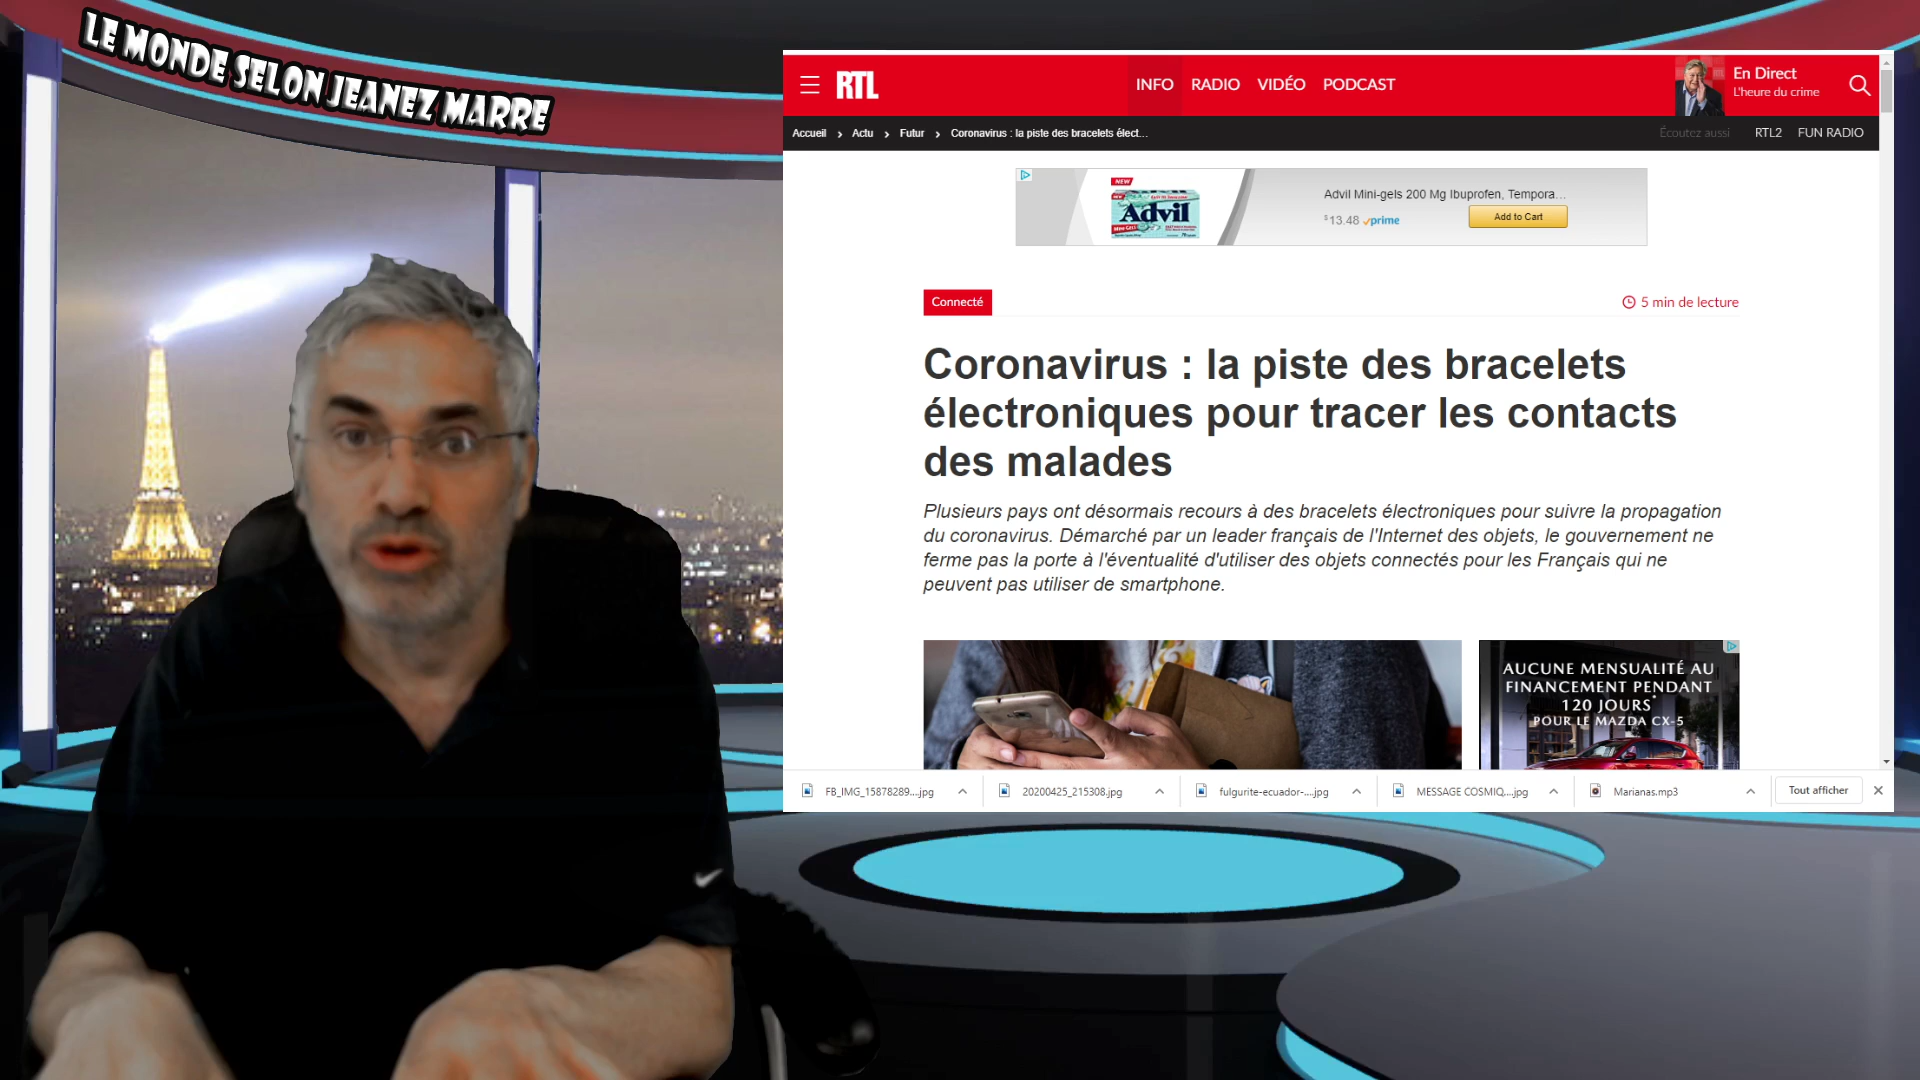 LE MONDE SELON JEANEZ MARRE
RTL
INFO RADIO VIDÉO PODCAST
En Direct
L'heure du crime
Accueil > Actu > Futur > Coronavirus : la piste des bracelets élect...
Écoutez aussi RTL2 FUN RADIO
NEW
Advil
Advil Mini-gels 200 Mg Ibuprofen, Tempora...
$13.48 prime
Add to Cart
Connecté
5 min de lecture
Coronavirus : la piste des bracelets
électroniques pour tracer les contacts
des malades
Plusieurs pays ont désormais recours à des bracelets électroniques pour suivre la propagation
du coronavirus. Démarché par un leader français de l'Internet des objets, le gouvernement ne
ferme pas la porte à l'éventualité d'utiliser des objets connectés pour les Français qui ne
peuvent pas utiliser de smartphone.
AUCUNE MENSUALITÉ AU
FINANCEMENT PENDANT
120 JOURS*
POUR LE MAZDA CX-5
FB_IMG_15878289....jpg
20200425_215308.jpg
fulgurite-ecuador-....jpg
MESSAGE COSMIQ....jpg
Marianas.mp3
Tout afficher